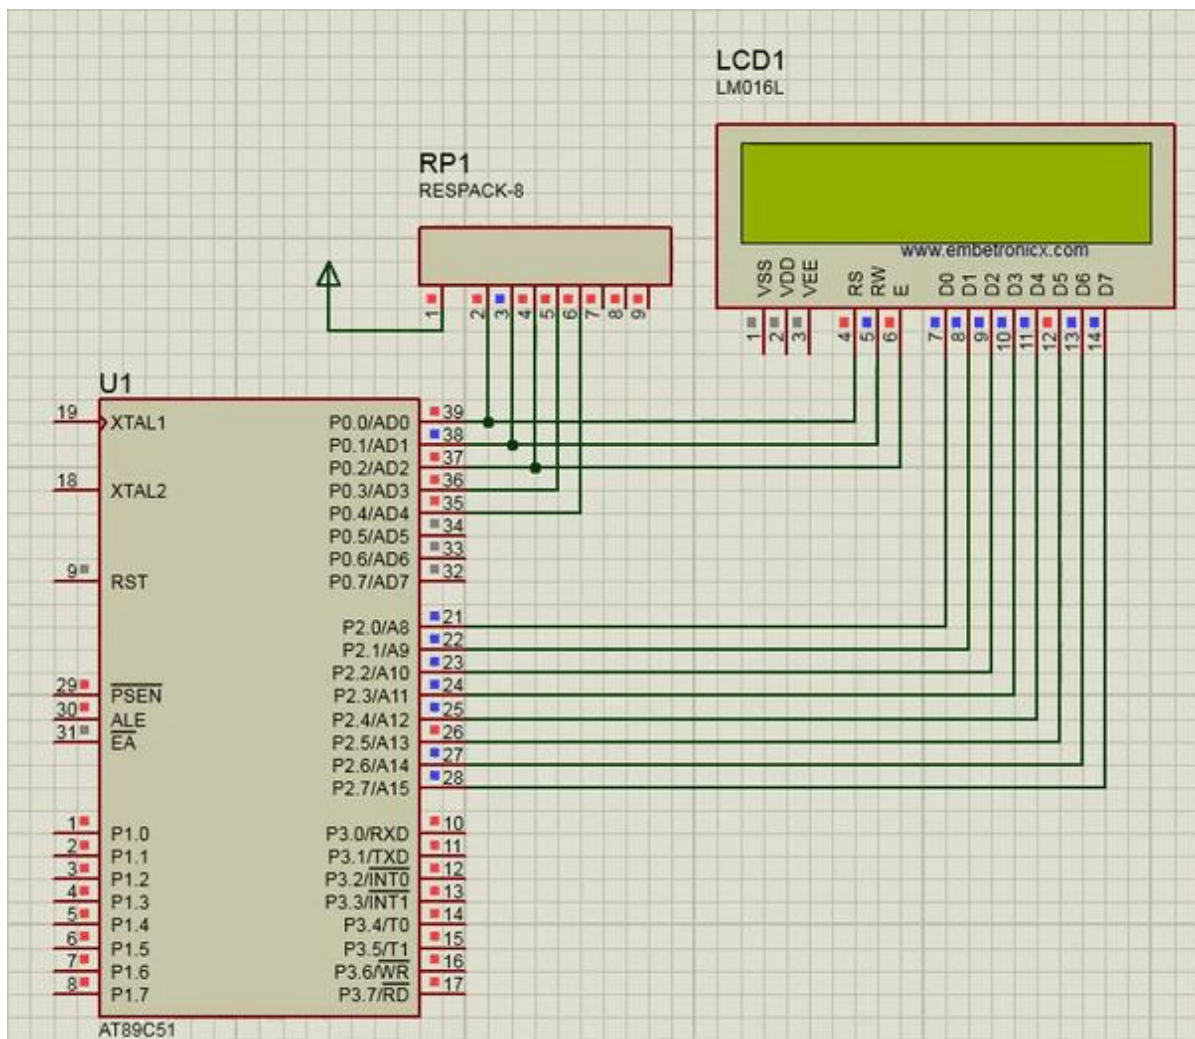 LCD1
LM016L
www.embetronicx.com
VSS VDD VEE RS RW E D0 D1 D2 D3 D4 D5 D6 D7
1 2 3 4 5 6 7 8 9 10 11 12 13 14
RP1
RESPACK-8
1 2 3 4 5 6 7 8 9
U1
19 XTAL1 P0.0/AD0 39
P0.1/AD1 38
P0.2/AD2 37
18 XTAL2 P0.3/AD3 36
P0.4/AD4 35
P0.5/AD5 34
P0.6/AD6 33
9 RST P0.7/AD7 32
P2.0/A8 21
P2.1/A9 22
P2.2/A10 23
29 PSEN P2.3/A11 24
30 ALE P2.4/A12 25
31 EA P2.5/A13 26
P2.6/A14 27
P2.7/A15 28
1 P1.0 P3.0/RXD 10
2 P1.1 P3.1/TXD 11
3 P1.2 P3.2/INT0 12
4 P1.3 P3.3/INT1 13
5 P1.4 P3.4/T0 14
6 P1.5 P3.5/T1 15
7 P1.6 P3.6/WR 16
8 P1.7 P3.7/RD 17
AT89C51